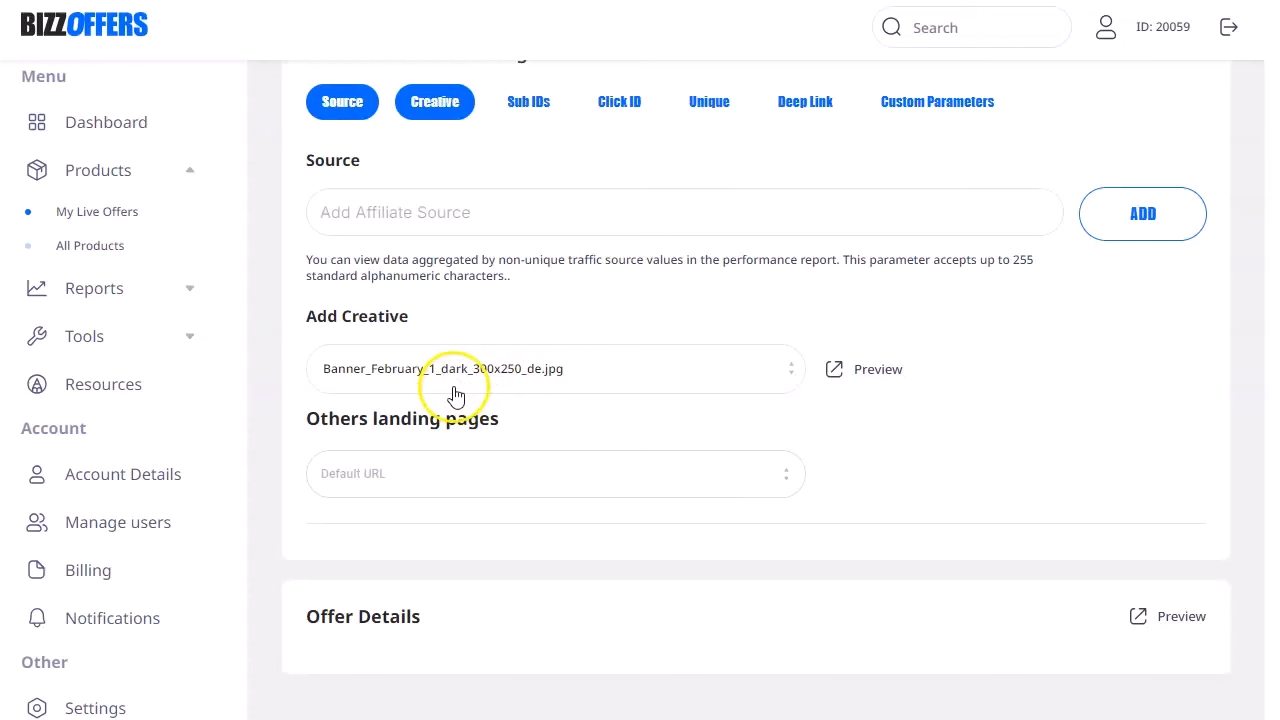 BIZZOFFERS
Search
ID: 20059
Menu
Dashboard
Products
My Live Offers
All Products
Reports
Tools
Resources
Account
Account Details
Manage users
Billing
Notifications
Other
Settings
Source
Creative
Sub IDs
Click ID
Unique
Deep Link
Custom Parameters
Source
Add Affiliate Source
ADD
You can view data aggregated by non-unique traffic source values in the performance report. This parameter accepts up to 255
standard alphanumeric characters..
Add Creative
Banner_February_1_dark_300x250_de.jpg
Preview
Others landing pages
Default URL
Offer Details
Preview